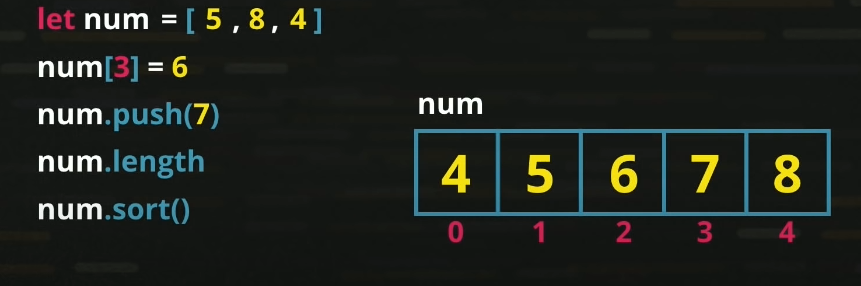 let num = [ 5 , 8 , 4 ]
num[3] = 6
num.push(7)
num.length
num.sort()
num
4 5 6 7 8
0 1 2 3 4